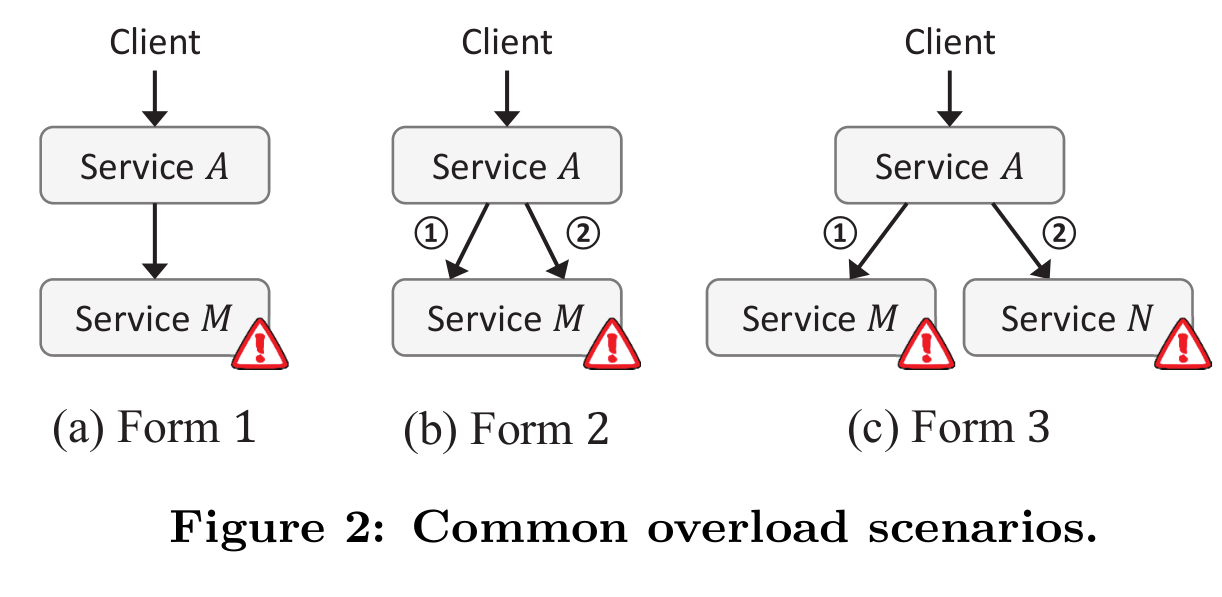 Client
Service A
Service M
(a) Form 1
Client
Service A
① ②
Service M
(b) Form 2
Client
Service A
① ②
Service M
Service N
(c) Form 3
Figure 2: Common overload scenarios.